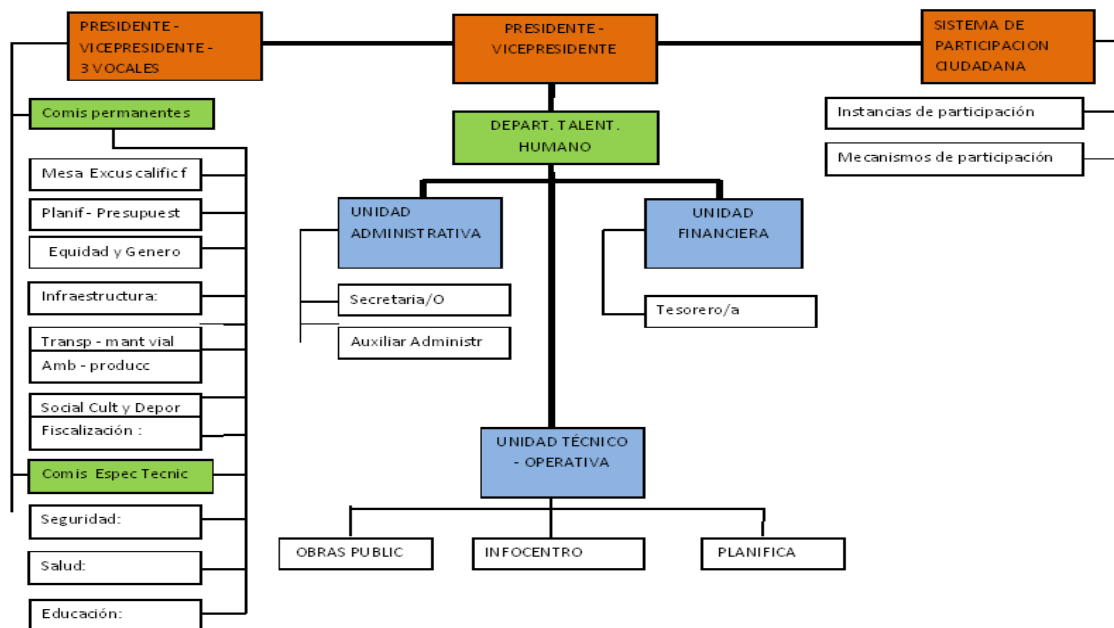 PRESIDENTE -
VICEPRESIDENTE -
3 VOCALES
PRESIDENTE -
VICEPRESIDENTE
SISTEMA DE
PARTICIPACION
CIUDADANA
Comis permanentes
Mesa Excus calific f
Planif - Presupuest
Equidad y Genero
Infraestructura:
Transp - mant vial
Amb - producc
Social Cult y Depor
Fiscalización :
Comis Espec Tecnic
Seguridad:
Salud:
Educación:
DEPART. TALENT.
HUMANO
UNIDAD
ADMINISTRATIVA
Secretaria/O
Auxiliar Administr
UNIDAD
FINANCIERA
Tesorero/a
UNIDAD TÉCNICO
- OPERATIVA
OBRAS PUBLIC
INFOCENTRO
PLANIFICA
Instancias de participación
Mecanismos de participación